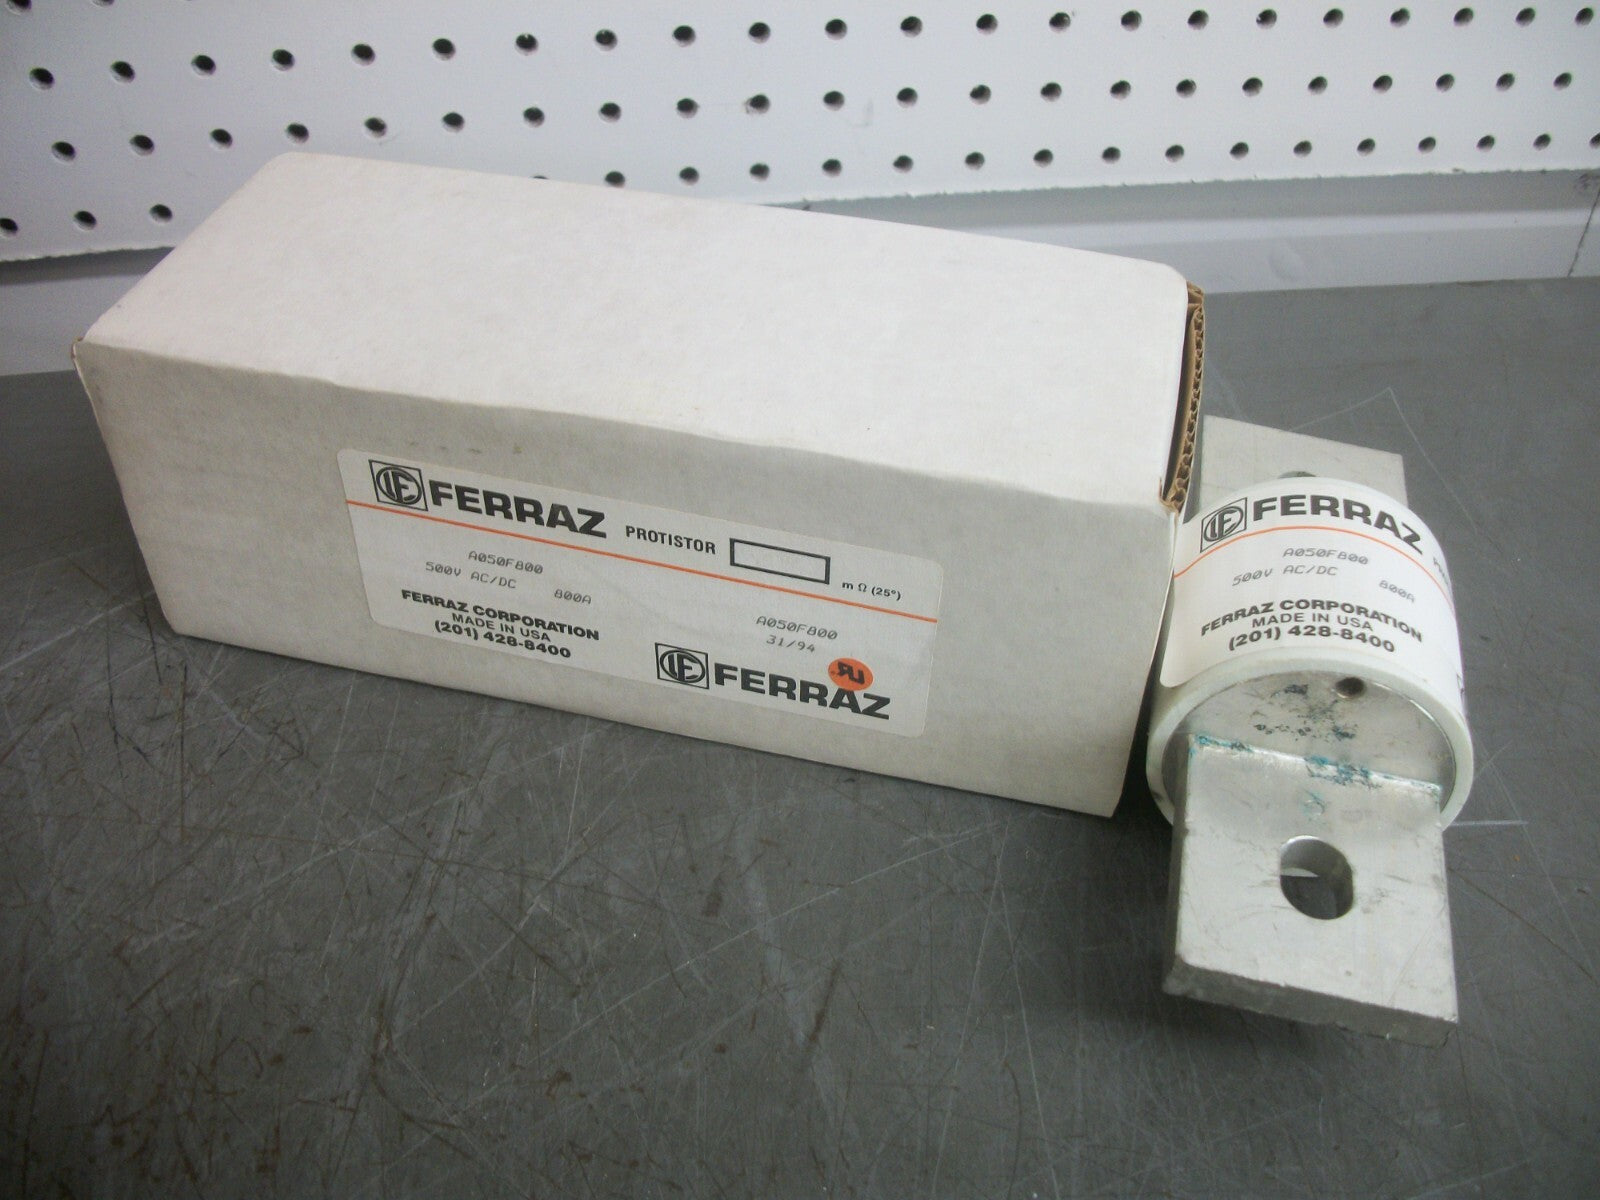 FERRAZ PROTISTOR
m Ω (25°)
A050F800
500V AC/DC
800A
FERRAZ CORPORATION
MADE IN USA
(201) 428-8400
A050F800
31/94
FERRAZ
FERRAZ
A050F800
500V AC/DC
800A
FERRAZ CORPORATION
MADE IN USA
(201) 428-8400